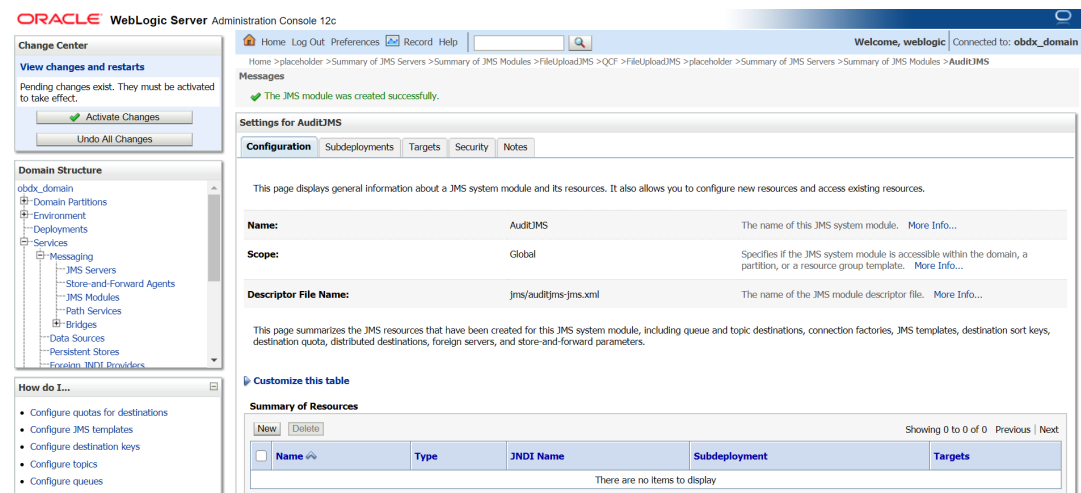 ORACLE WebLogic Server Administration Console 12c
Change Center
View changes and restarts
Pending changes exist. They must be activated
to take effect.
Activate Changes
Undo All Changes
Domain Structure
obdx_domain
Domain Partitions
Environment
Deployments
Services
Messaging
JMS Servers
Store-and-Forward Agents
JMS Modules
Path Services
Bridges
Data Sources
Persistent Stores
Foreign JNDI Providers
How do I...
Configure quotas for destinations
Configure JMS templates
Configure destination keys
Configure topics
Configure queues
Home Log Out Preferences Record Help
Welcome, weblogic Connected to: obdx_domain
Home >placeholder >Summary of JMS Servers >Summary of JMS Modules >FileUploadJMS >QCF >FileUploadJMS >placeholder >Summary of JMS Servers >Summary of JMS Modules >AuditJMS
Messages
The JMS module was created successfully.
Settings for AuditJMS
Configuration Subdeployments Targets Security Notes
This page displays general information about a JMS system module and its resources. It also allows you to configure new resources and access existing resources.
Name: AuditJMS The name of this JMS system module. More Info...
Scope: Global Specifies if the JMS system module is accessible within the domain, a
partition, or a resource group template. More Info...
Descriptor File Name: jms/auditjms-jms.xml The name of the JMS module descriptor file. More Info...
This page summarizes the JMS resources that have been created for this JMS system module, including queue and topic destinations, connection factories, JMS templates, destination sort keys,
destination quota, distributed destinations, foreign servers, and store-and-forward parameters.
Customize this table
Summary of Resources
New Delete Showing 0 to 0 of 0 Previous | Next
Name Type JNDI Name Subdeployment Targets
There are no items to display